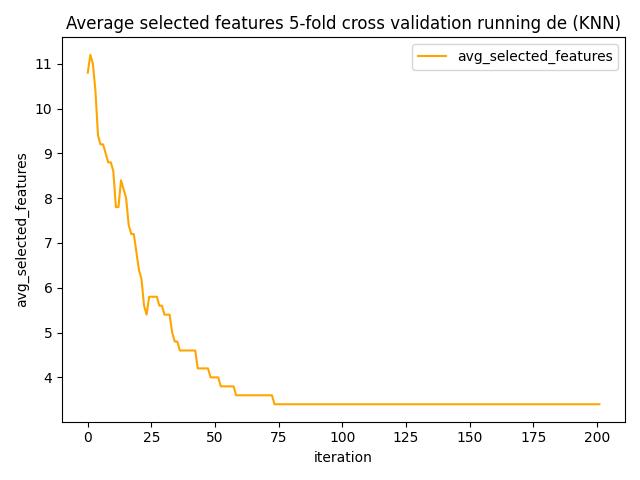 Average selected features 5-fold cross validation running de (KNN)
avg_selected_features
avg_selected_features
11
10
9
8
7
6
5
4
0 25 50 75 100 125 150 175 200
iteration